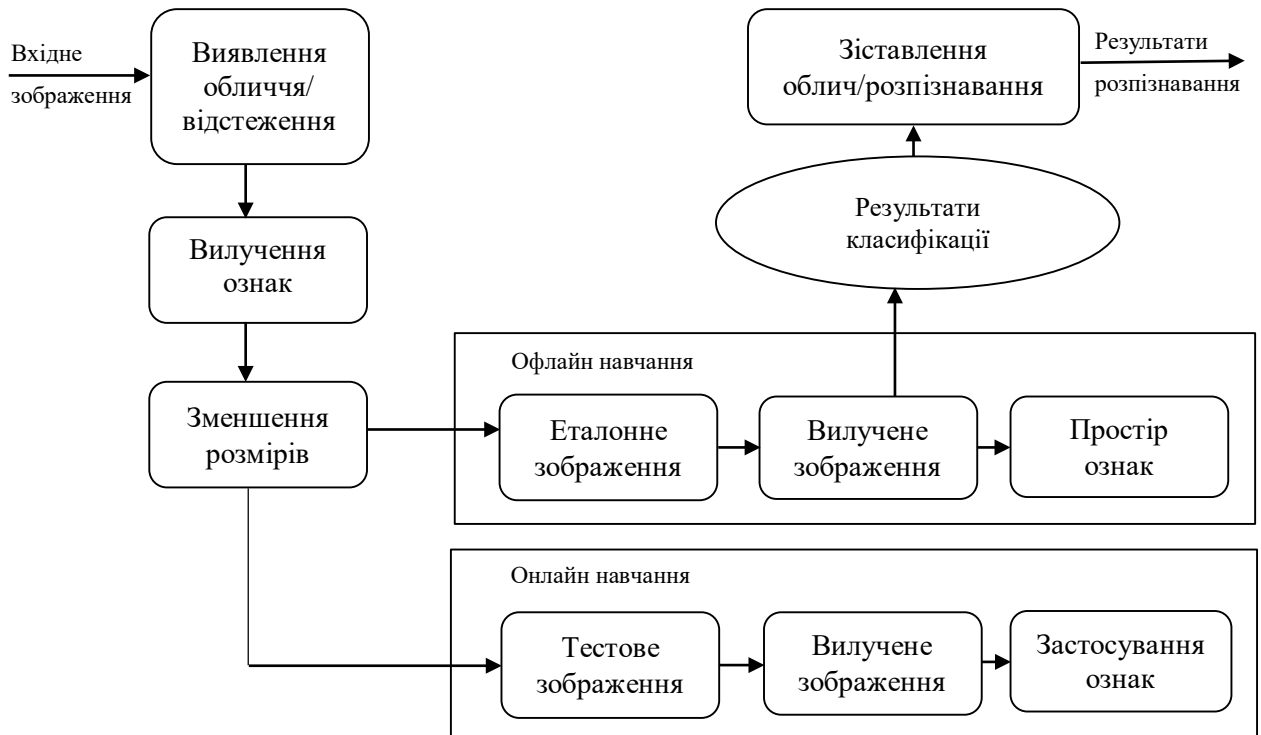 Вхідне
зображення
Виявлення
обличчя/
відстеження
Вилучення
ознак
Зменшення
розмірів
Зіставлення
облич/розпізнавання
Результати
розпізнавання
Результати
класифікації
Офлайн навчання
Еталонне
зображення
Вилучене
зображення
Простір
ознак
Онлайн навчання
Тестове
зображення
Вилучене
зображення
Застосування
ознак